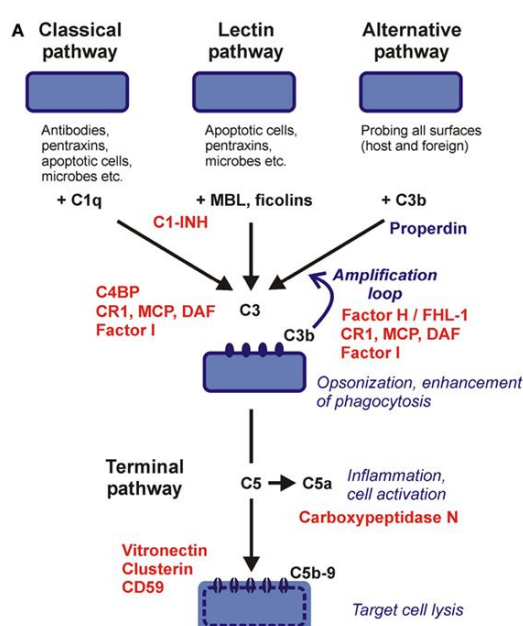 A
Classical
pathway
Lectin
pathway
Alternative
pathway
Antibodies,
pentraxins,
apoptotic cells,
microbes etc.
Apoptotic cells,
pentraxins,
microbes etc.
Probing all surfaces
(host and foreign)
+ C1q
+ MBL, ficolins
+ C3b
C1-INH
Properdin
C4BP
CR1, MCP, DAF
Factor I
C3
Amplification
loop
C3b
Factor H / FHL-1
CR1, MCP, DAF
Factor I
Opsonization, enhancement
of phagocytosis
Terminal
pathway
C5
C5a
Inflammation,
cell activation
Carboxypeptidase N
Vitronectin
Clusterin
CD59
C5b-9
Target cell lysis